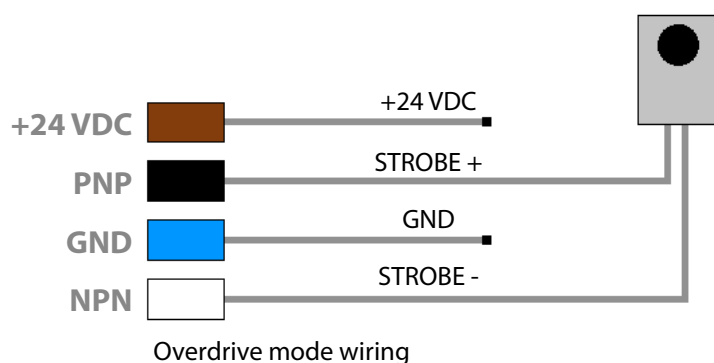 +24 VDC +24 VDC
PNP STROBE +
GND GND
NPN STROBE -
Overdrive mode wiring